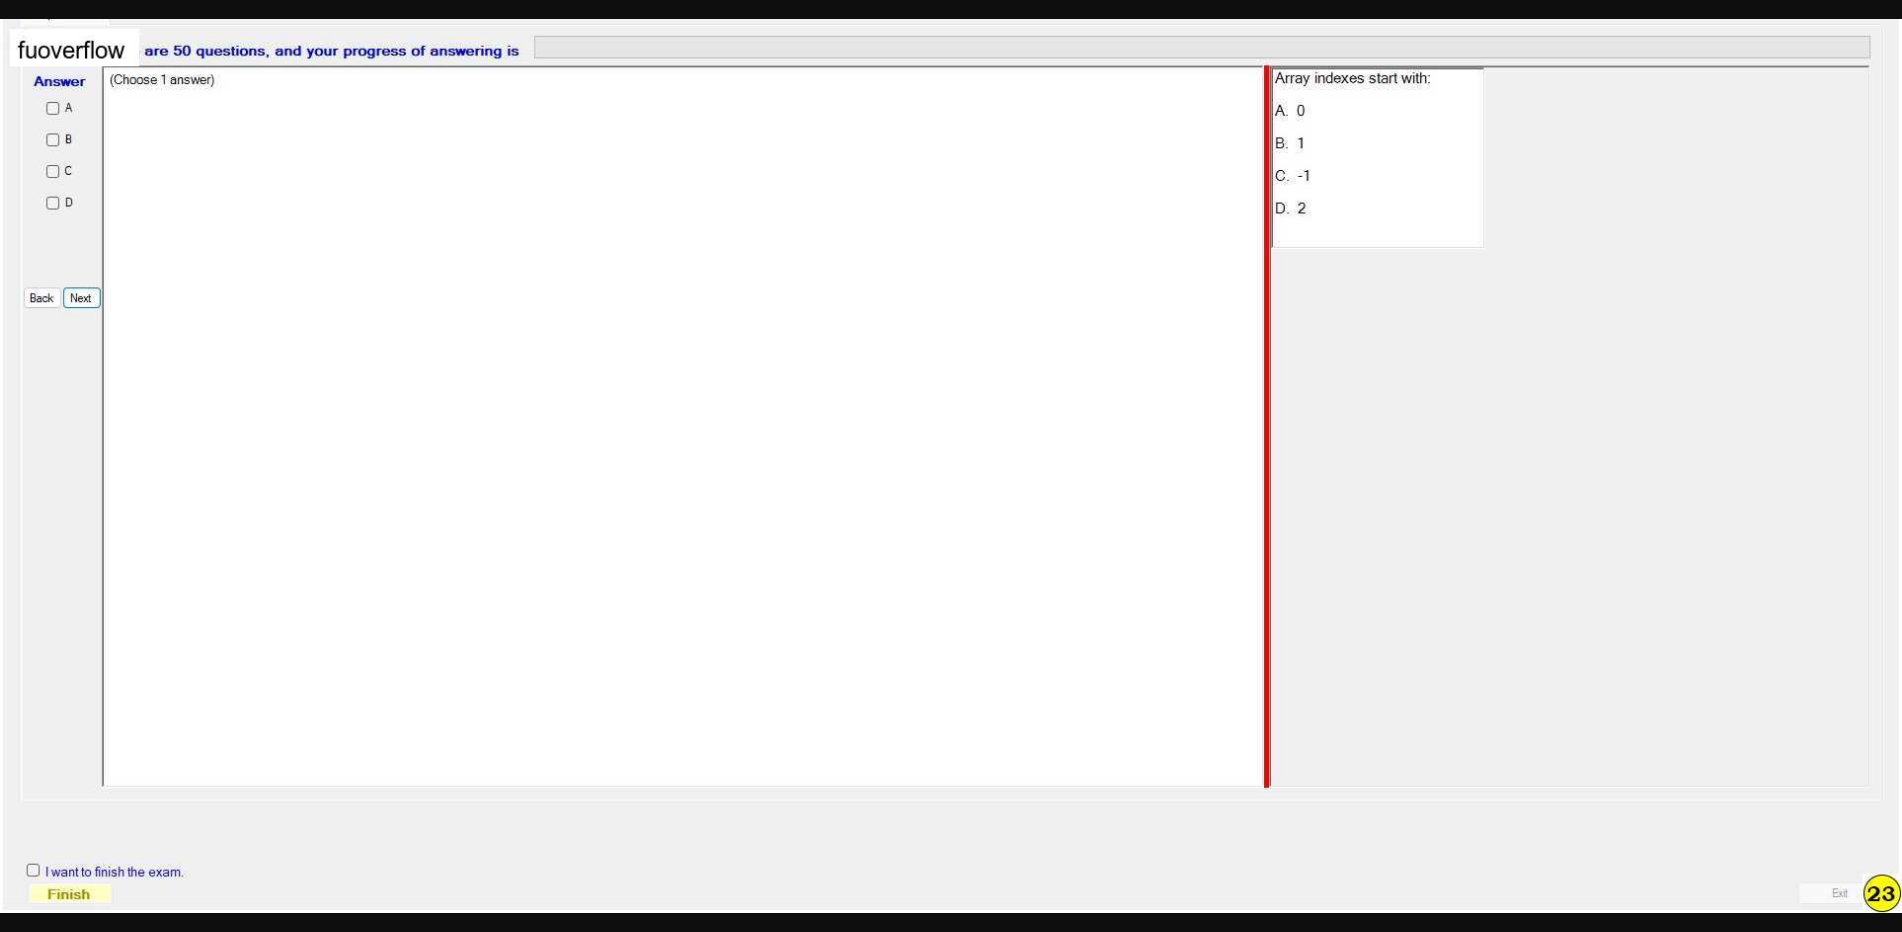 fuoverflow are 50 questions, and your progress of answering is
Answer
(Choose 1 answer)
A
B
C
D
Back Next
Array indexes start with:
A. 0
B. 1
C. -1
D. 2
I want to finish the exam.
Finish
Exit
23